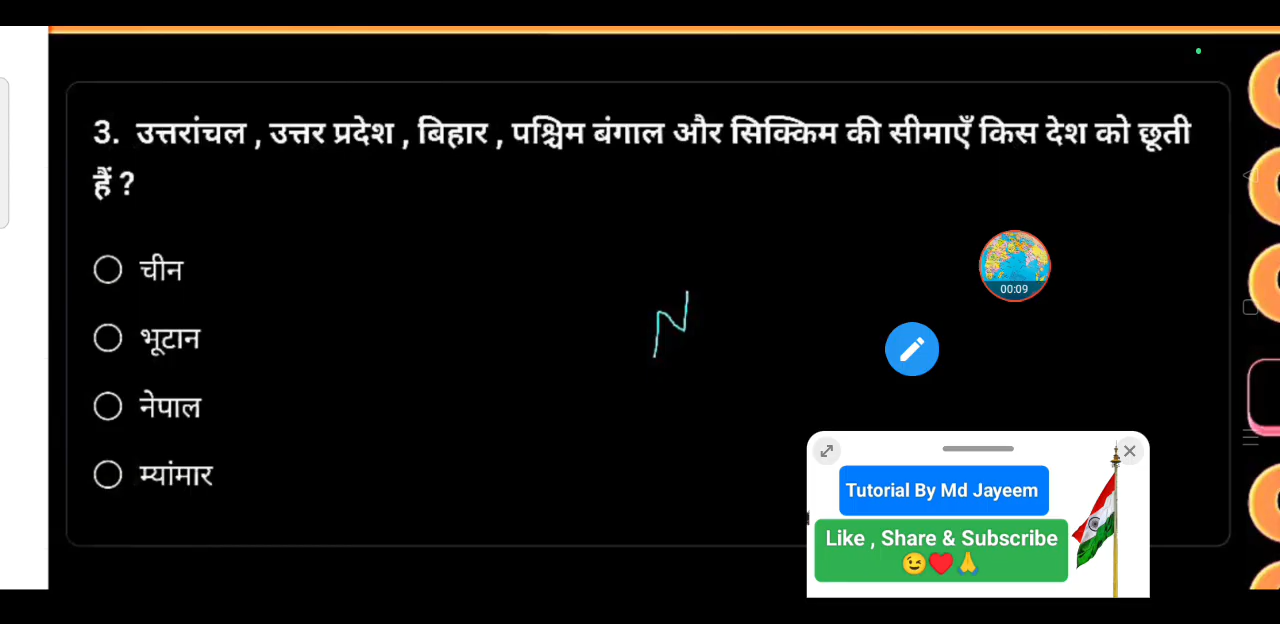 3. उत्तरांचल , उत्तर प्रदेश , बिहार , पश्चिम बंगाल और सिक्किम की सीमाएँ किस देश को छूती
हैं ?
चीन
भूटान
नेपाल
म्यांमार
N
00:09
Tutorial By Md Jayeem
Like , Share & Subscribe
😉❤️🙏